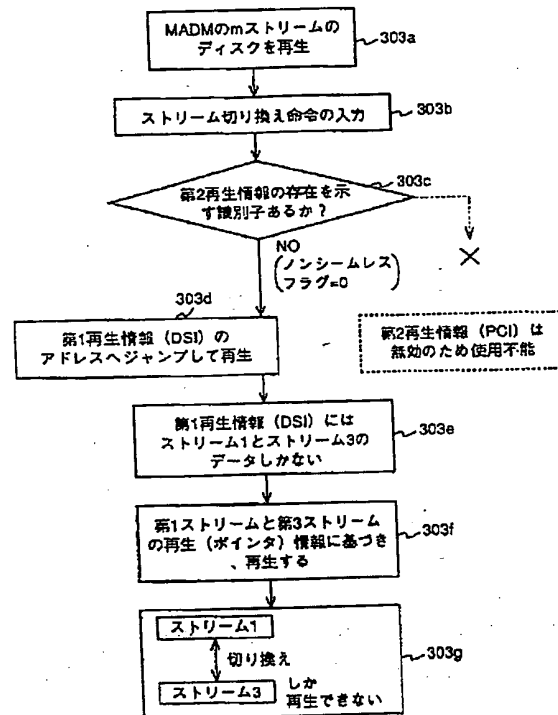 MADMのmストリームの
ディスクを再生
303a
ストリーム切り換え命令の入力
303b
第2再生情報の存在を示
す識別子あるか？
303c
NO
(ノンシームレス
フラグ=0)
303d
第1再生情報（DSI）の
アドレスへジャンプして再生
第2再生情報（PCI）は
無効のため使用不能
第1再生情報（DSI）には
ストリーム1とストリーム3の
データしかない
303e
第1ストリームと第3ストリーム
の再生（ポインタ）情報に基づき
、再生する
303f
ストリーム1
切り換え
ストリーム3
しか
再生できない
303g